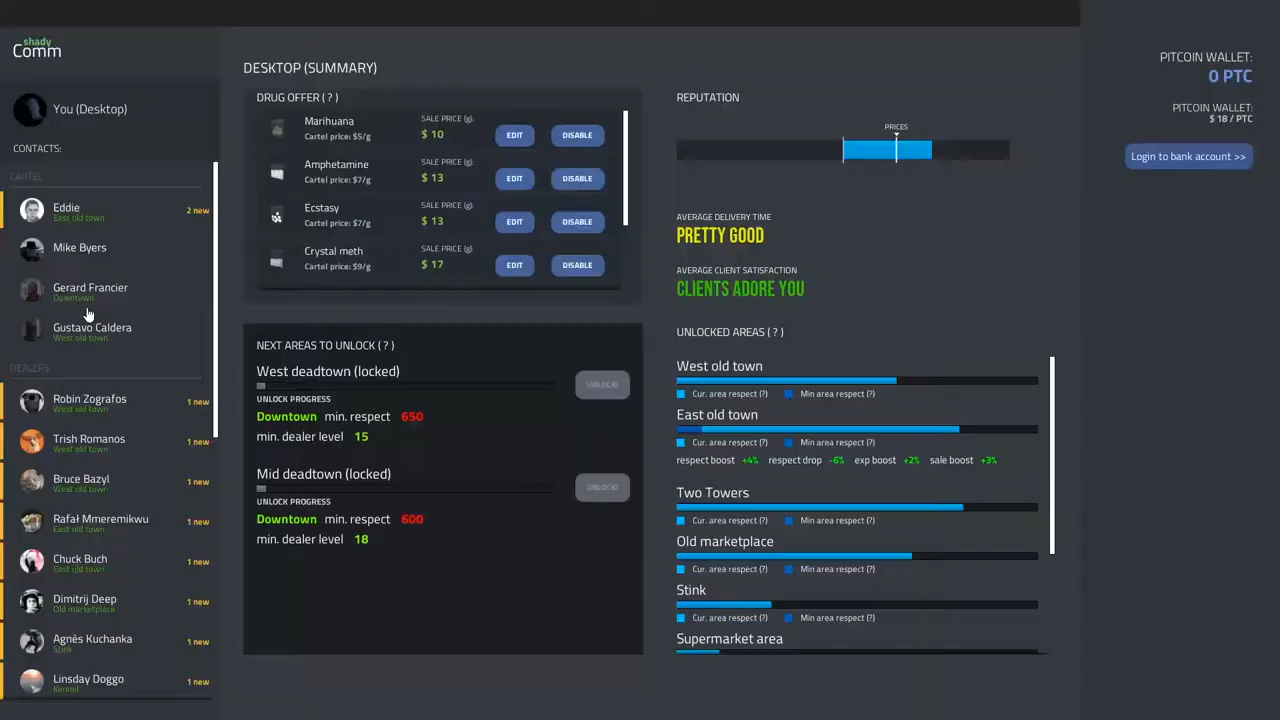 shady
Comm
You (Desktop)
CONTACTS:
CARTEL
Eddie
East old town
2 new
Mike Byers
Gerard Francier
Downtown
Gustavo Caldera
West old town
DEALERS
Robin Zografos
West old town
1 new
Trish Romanos
West old town
1 new
Bruce Bazyl
West old town
1 new
Rafał Mmeremikwu
East old town
1 new
Chuck Buch
East old town
1 new
Dimitrij Deep
Old marketplace
1 new
Agnès Kuchanka
Stink
1 new
Linsday Doggo
Kennel
1 new
DESKTOP (SUMMARY)
DRUG OFFER ( ? )
Marihuana
Cartel price: $5/g
SALE PRICE (g):
$ 10
EDIT
DISABLE
Amphetamine
Cartel price: $7/g
SALE PRICE (g):
$ 13
EDIT
DISABLE
Ecstasy
Cartel price: $7/g
SALE PRICE (g):
$ 13
EDIT
DISABLE
Crystal meth
Cartel price: $9/g
SALE PRICE (g):
$ 17
EDIT
DISABLE
NEXT AREAS TO UNLOCK ( ? )
West deadtown (locked)
UNLOCK PROGRESS
Downtown min. respect 650
min. dealer level 15
Mid deadtown (locked)
UNLOCK PROGRESS
Downtown min. respect 600
min. dealer level 18
REPUTATION
PRICES
AVERAGE DELIVERY TIME
PRETTY GOOD
AVERAGE CLIENT SATISFACTION
CLIENTS ADORE YOU
UNLOCKED AREAS ( ? )
West old town
Cur. area respect (?) Min area respect (?)
East old town
Cur. area respect (?) Min area respect (?)
respect boost +4% respect drop -6% exp boost +2% sale boost +3%
Two Towers
Cur. area respect (?) Min area respect (?)
Old marketplace
Cur. area respect (?) Min area respect (?)
Stink
Cur. area respect (?) Min area respect (?)
Supermarket area
PITCOIN WALLET:
0 PTC
PITCOIN WALLET:
$ 18 / PTC
Login to bank account >>